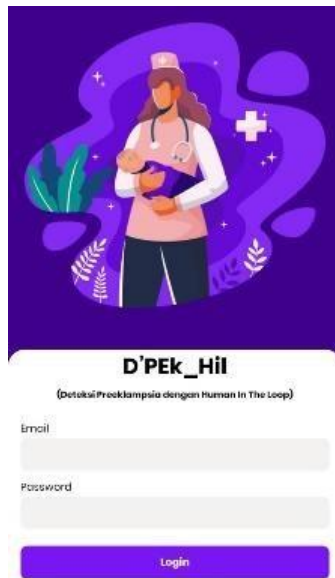 D'PEk_Hil
(Deteksi Preeklampsia dengan Human In The Loop)
Email
Password
Login